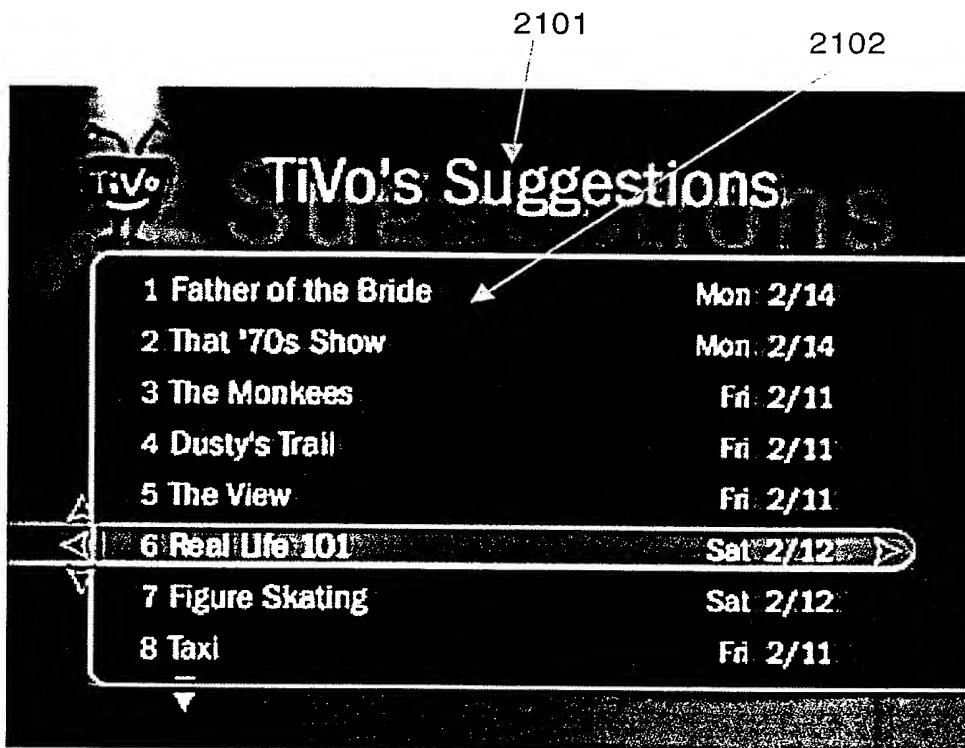 2101
2102
TiVo
TiVo's Suggestions
Suggestions
1 Father of the Bride Mon 2/14
2 That '70s Show Mon 2/14
3 The Monkees Fri 2/11
4 Dusty's Trail Fri 2/11
5 The View Fri 2/11
6 Real Life 101 Sat 2/12
7 Figure Skating Sat 2/12
8 Taxi Fri 2/11